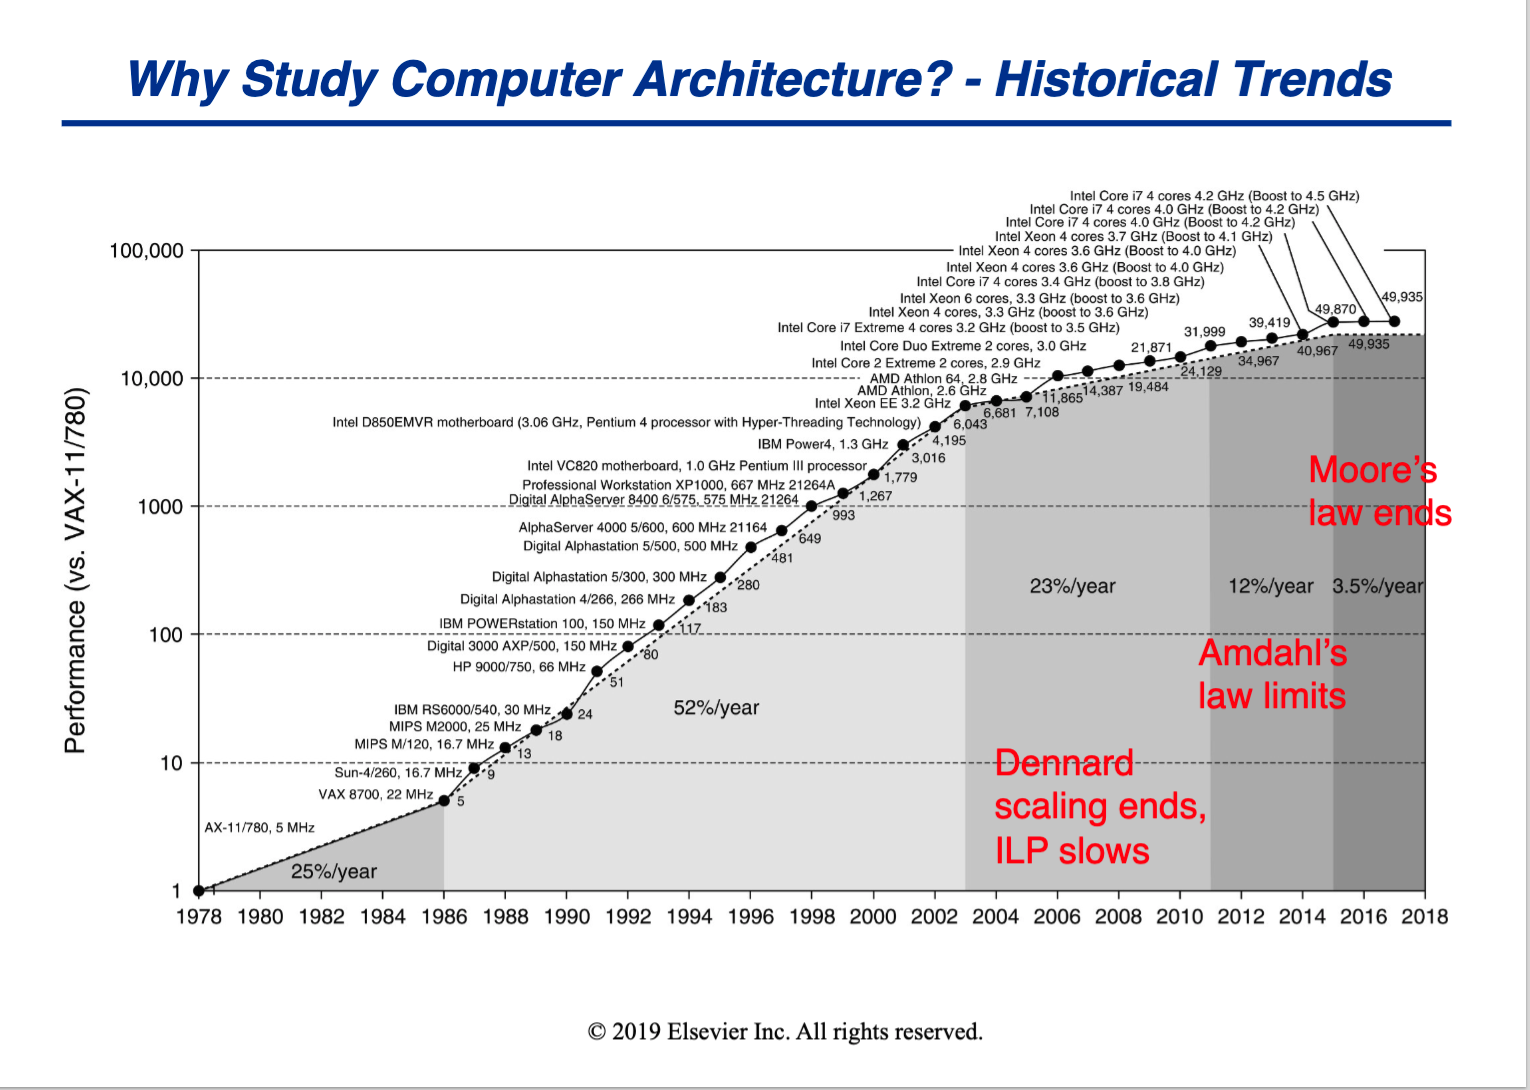 Why Study Computer Architecture? - Historical Trends
Intel Core i7 4 cores 4.2 GHz (Boost to 4.5 GHz)
Intel Core i7 4 cores 4.0 GHz (Boost to 4.2 GHz)
Intel Core i7 4 cores 4.0 GHz (Boost to 4.2 GHz)
Intel Xeon 4 cores 3.7 GHz (Boost to 4.1 GHz)
Intel Xeon 4 cores 3.6 GHz (Boost to 4.0 GHz)
Intel Xeon 4 cores 3.6 GHz (Boost to 4.0 GHz)
Intel Core i7 4 cores 3.4 GHz (boost to 3.8 GHz)
Intel Xeon 6 cores, 3.3 GHz (boost to 3.6 GHz)
Intel Xeon 4 cores, 3.3 GHz (boost to 3.6 GHz)
Intel Core i7 Extreme 4 cores 3.2 GHz (boost to 3.5 GHz)
Intel Core Duo Extreme 2 cores, 3.0 GHz
Intel Core 2 Extreme 2 cores, 2.9 GHz
AMD Athlon 64, 2.8 GHz
AMD Athlon, 2.6 GHz
Intel Xeon EE 3.2 GHz
Intel D850EMVR motherboard (3.06 GHz, Pentium 4 processor with Hyper-Threading Technology)
IBM Power4, 1.3 GHz
Intel VC820 motherboard, 1.0 GHz Pentium III processor
Professional Workstation XP1000, 667 MHz 21264A
Digital AlphaServer 8400 6/575, 575 MHz 21264
AlphaServer 4000 5/600, 600 MHz 21164
Digital Alphastation 5/500, 500 MHz
Digital Alphastation 5/300, 300 MHz
Digital Alphastation 4/266, 266 MHz
IBM POWERstation 100, 150 MHz
Digital 3000 AXP/500, 150 MHz
HP 9000/750, 66 MHz
IBM RS6000/540, 30 MHz
MIPS M2000, 25 MHz
MIPS M/120, 16.7 MHz
Sun-4/260, 16.7 MHz
VAX 8700, 22 MHz
AX-11/780, 5 MHz
5
9
13
18
24
51
80
117
183
280
481
649
993
1,267
1,779
3,016
4,195
6,043
6,681
7,108
11,865
14,387
19,484
21,871
24,129
31,999
34,967
39,419
40,967
49,870
49,935
49,935
100,000
10,000
1000
100
10
1
Performance (vs. VAX-11/780)
25%/year
52%/year
23%/year
12%/year
3.5%/year
Moore's
law ends
Amdahl's
law limits
Dennard
scaling ends,
ILP slows
1978 1980 1982 1984 1986 1988 1990 1992 1994 1996 1998 2000 2002 2004 2006 2008 2010 2012 2014 2016 2018
© 2019 Elsevier Inc. All rights reserved.